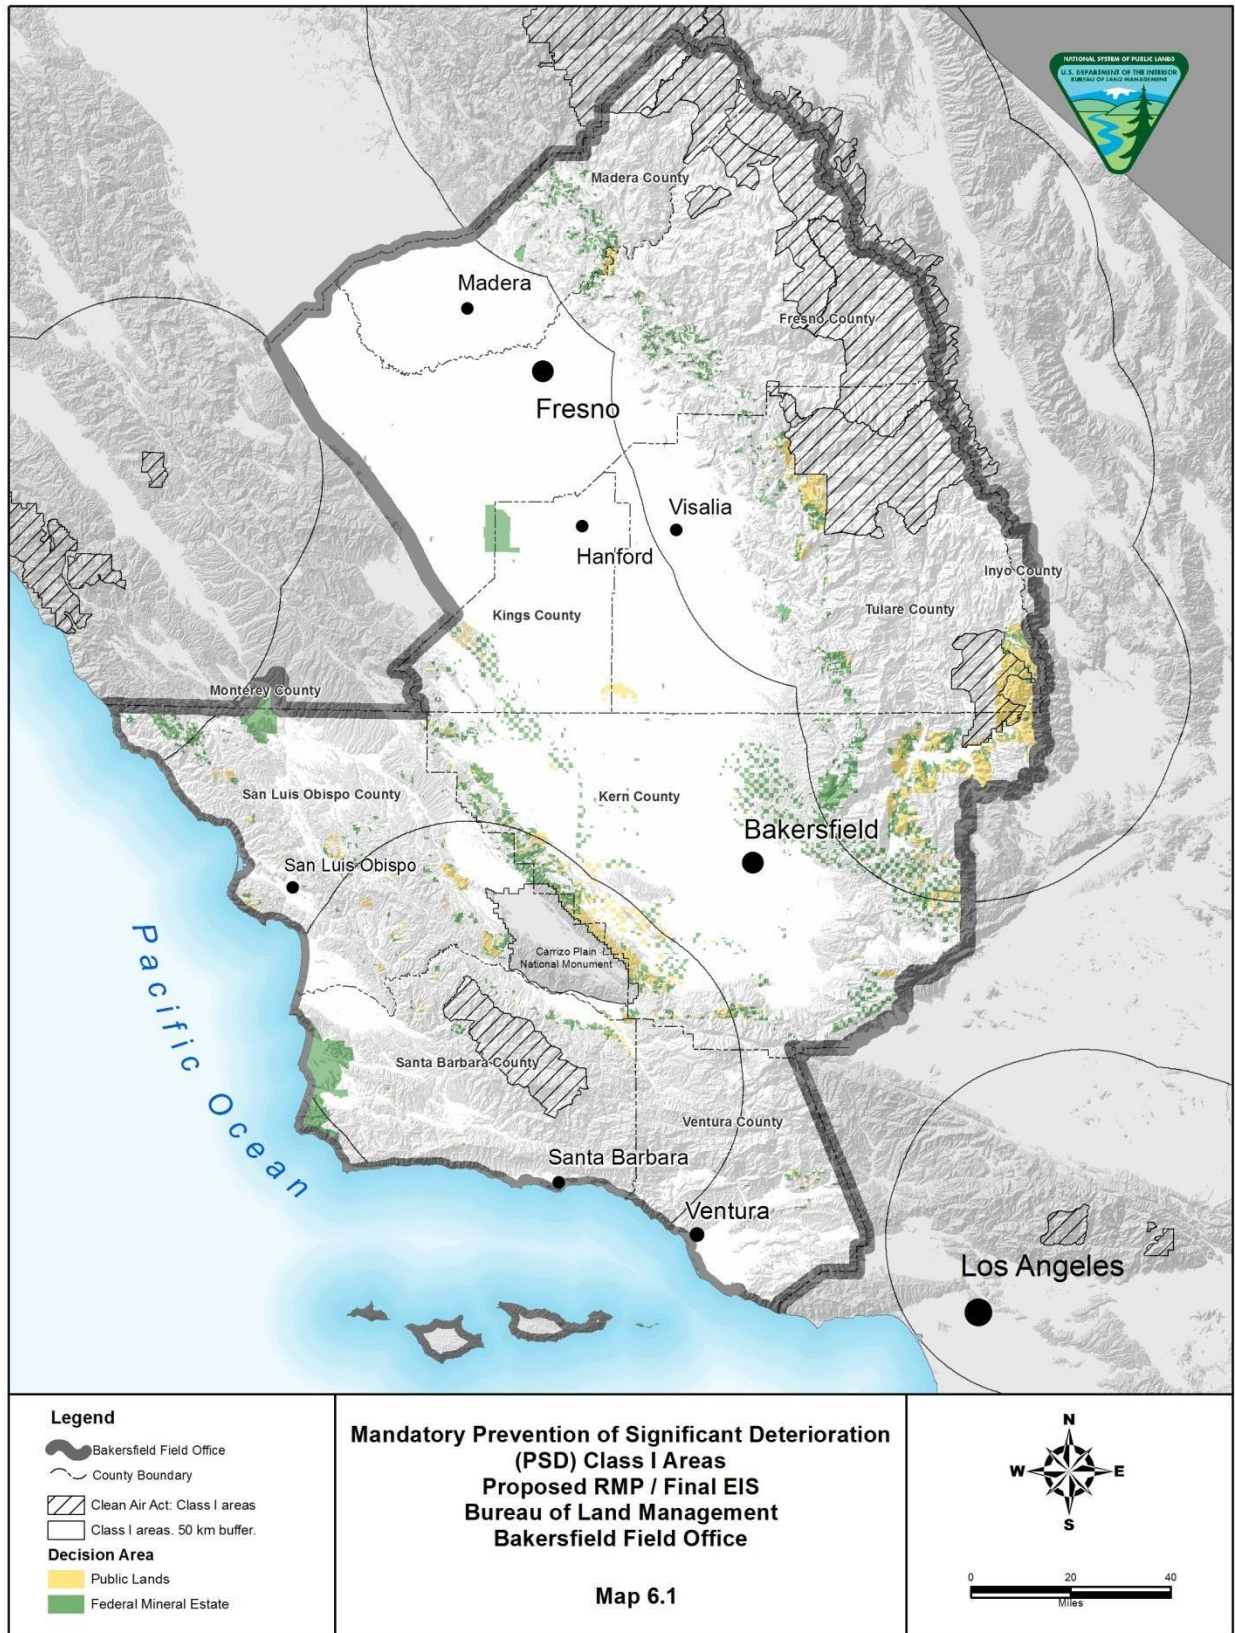 NATIONAL SYSTEM OF PUBLIC LANDS
U.S. DEPARTMENT OF THE INTERIOR
BUREAU OF LAND MANAGEMENT
Madera County
Madera
Fresno County
Fresno
Visalia
Hanford
Inyo County
Kings County
Tulare County
Monterey County
San Luis Obispo County
Kern County
Bakersfield
San Luis Obispo
Carrizo Plain
National Monument
Pacific Ocean
Santa Barbara County
Ventura County
Santa Barbara
Ventura
Los Angeles
Legend
Bakersfield Field Office
County Boundary
Clean Air Act: Class I areas
Class I areas. 50 km buffer.
Decision Area
Public Lands
Federal Mineral Estate
Mandatory Prevention of Significant Deterioration
(PSD) Class I Areas
Proposed RMP / Final EIS
Bureau of Land Management
Bakersfield Field Office
Map 6.1
N
W E
S
0 20 40
Miles